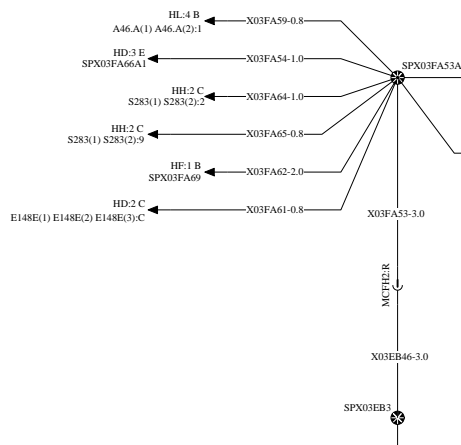 HL:4 B
A46.A(1) A46.A(2):1
X03FA59-0.8
HD:3 E
SPX03FA66A1
X03FA54-1.0
SPX03FA53A
HH:2 C
S283(1) S283(2):2
X03FA64-1.0
HH:2 C
S283(1) S283(2):9
X03FA65-0.8
HF:1 B
SPX03FA69
X03FA62-2.0
HD:2 C
E148E(1) E148E(2) E148E(3):C
X03FA61-0.8
X03FA53-3.0
MCFH2:R
X03EB46-3.0
SPX03EB3